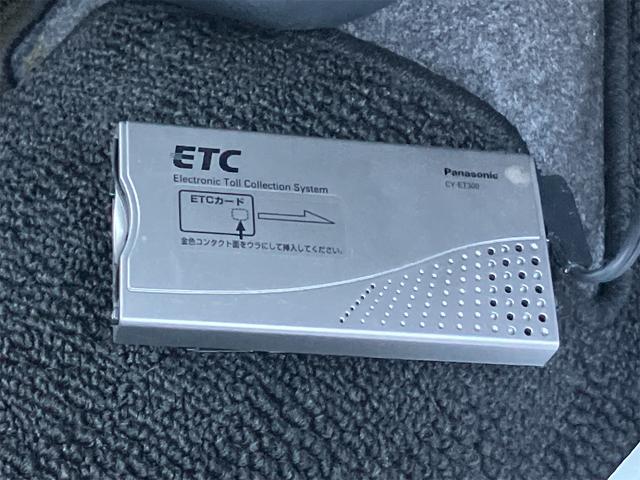 ETC
Electronic Toll Collection System
Panasonic
CY-ET300
ETCカード
金色コンタクト面をウラにして挿入してください。